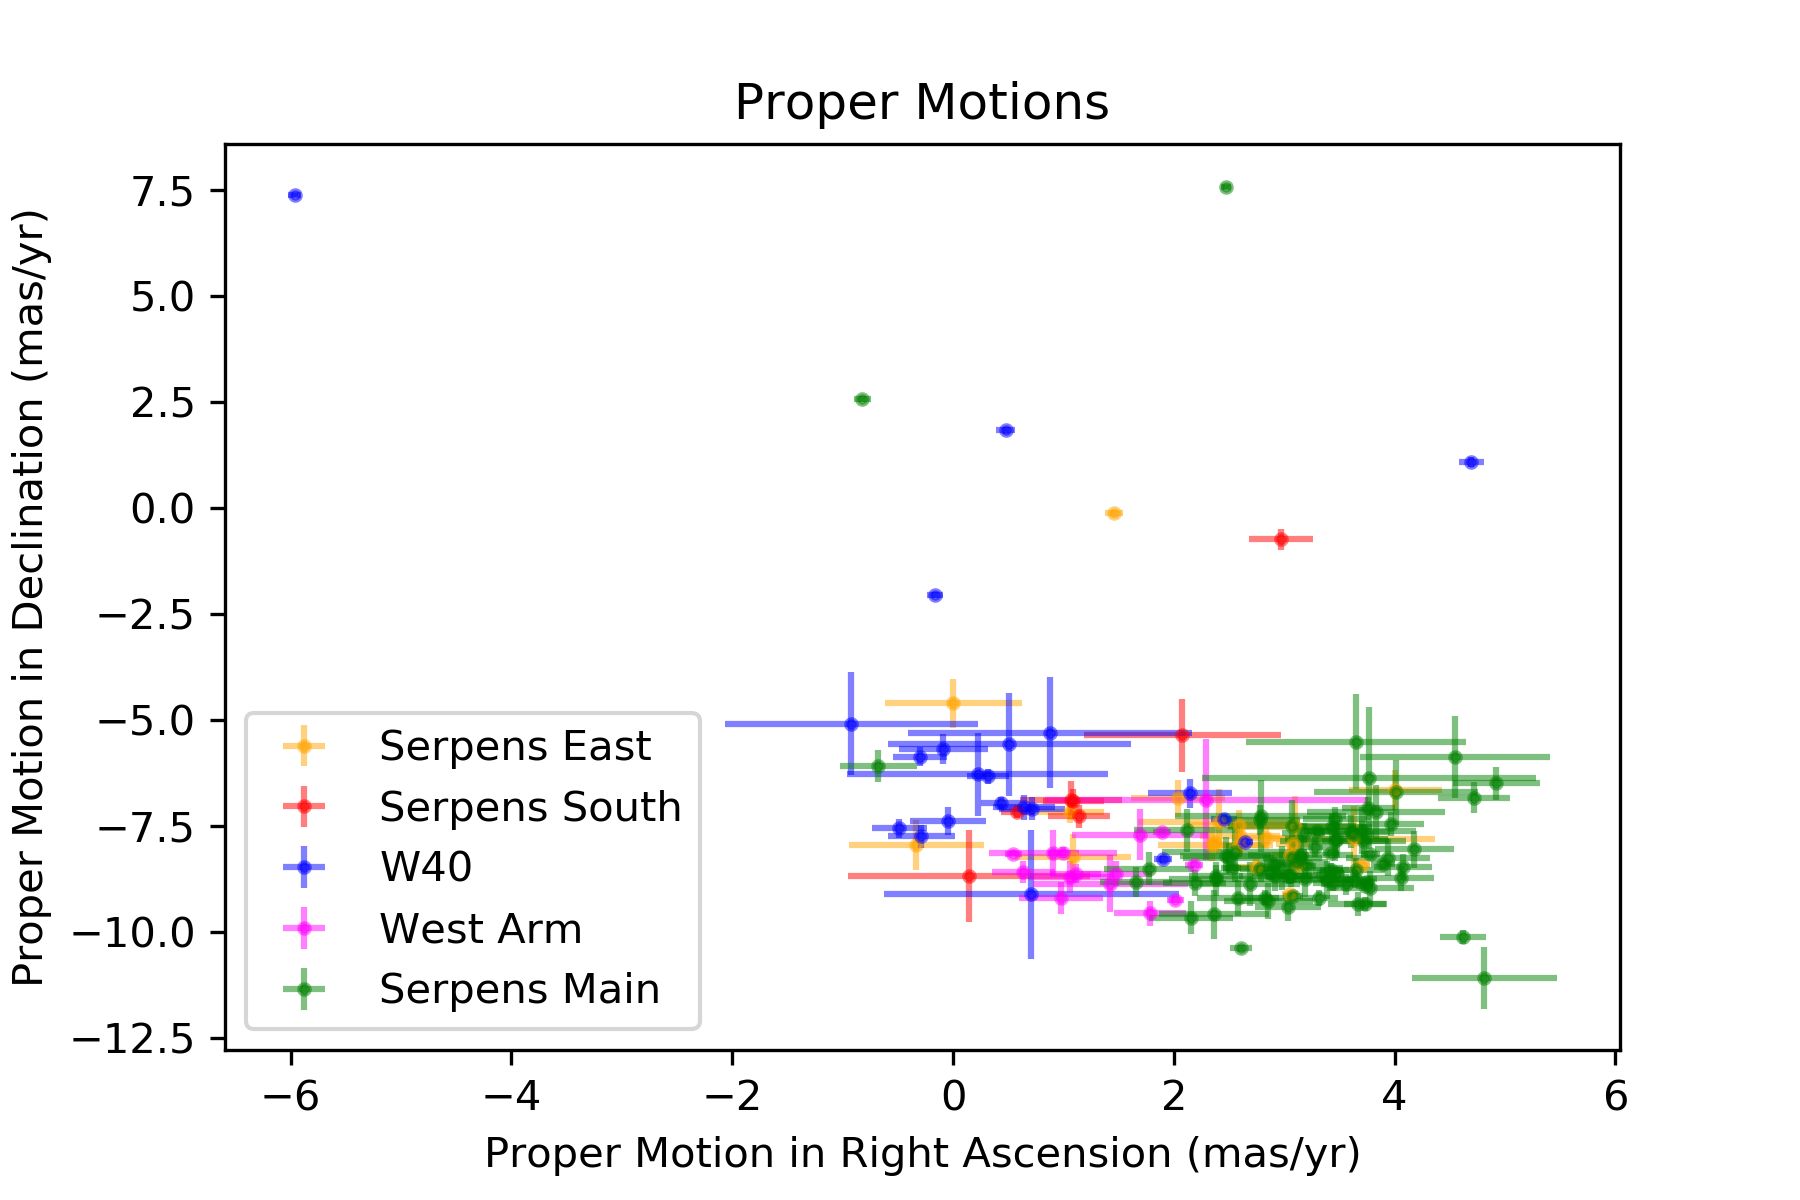 Proper Motions
Proper Motion in Declination (mas/yr)
7.5
5.0
2.5
0.0
−2.5
−5.0
−7.5
−10.0
−12.5
Serpens East
Serpens South
W40
West Arm
Serpens Main
−6 −4 −2 0 2 4 6
Proper Motion in Right Ascension (mas/yr)